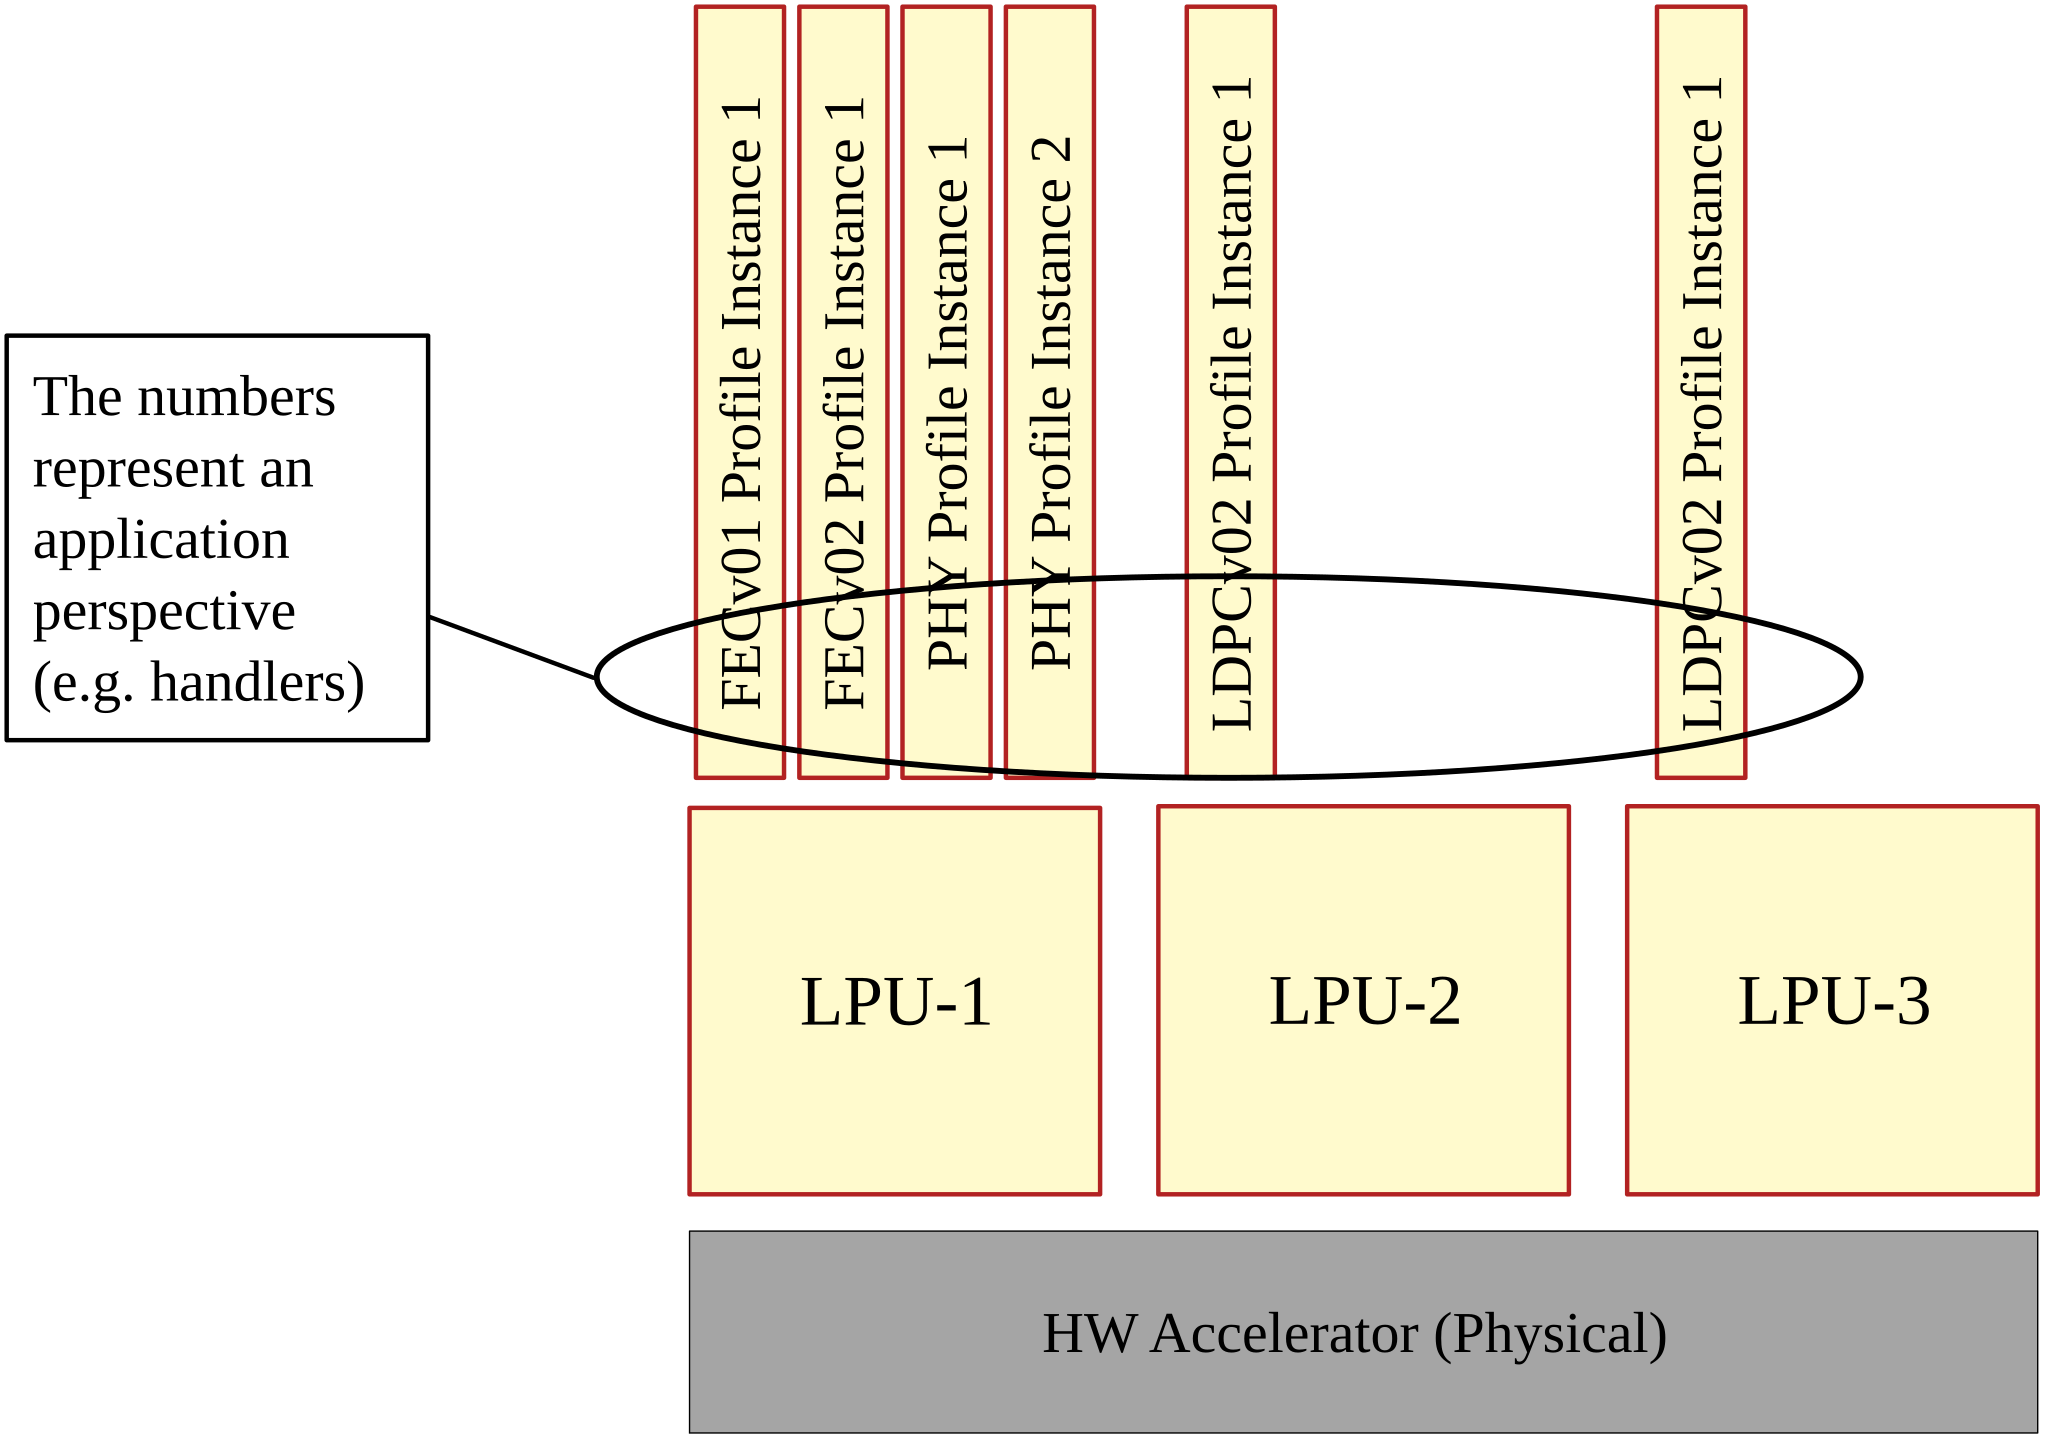 FECv01 Profile Instance 1
FECv02 Profile Instance 1
PHY Profile Instance 1
PHY Profile Instance 2
LDPCv02 Profile Instance 1
LDPCv02 Profile Instance 1
The numbers
represent an
application
perspective
(e.g. handlers)
LPU-1
LPU-2
LPU-3
HW Accelerator (Physical)